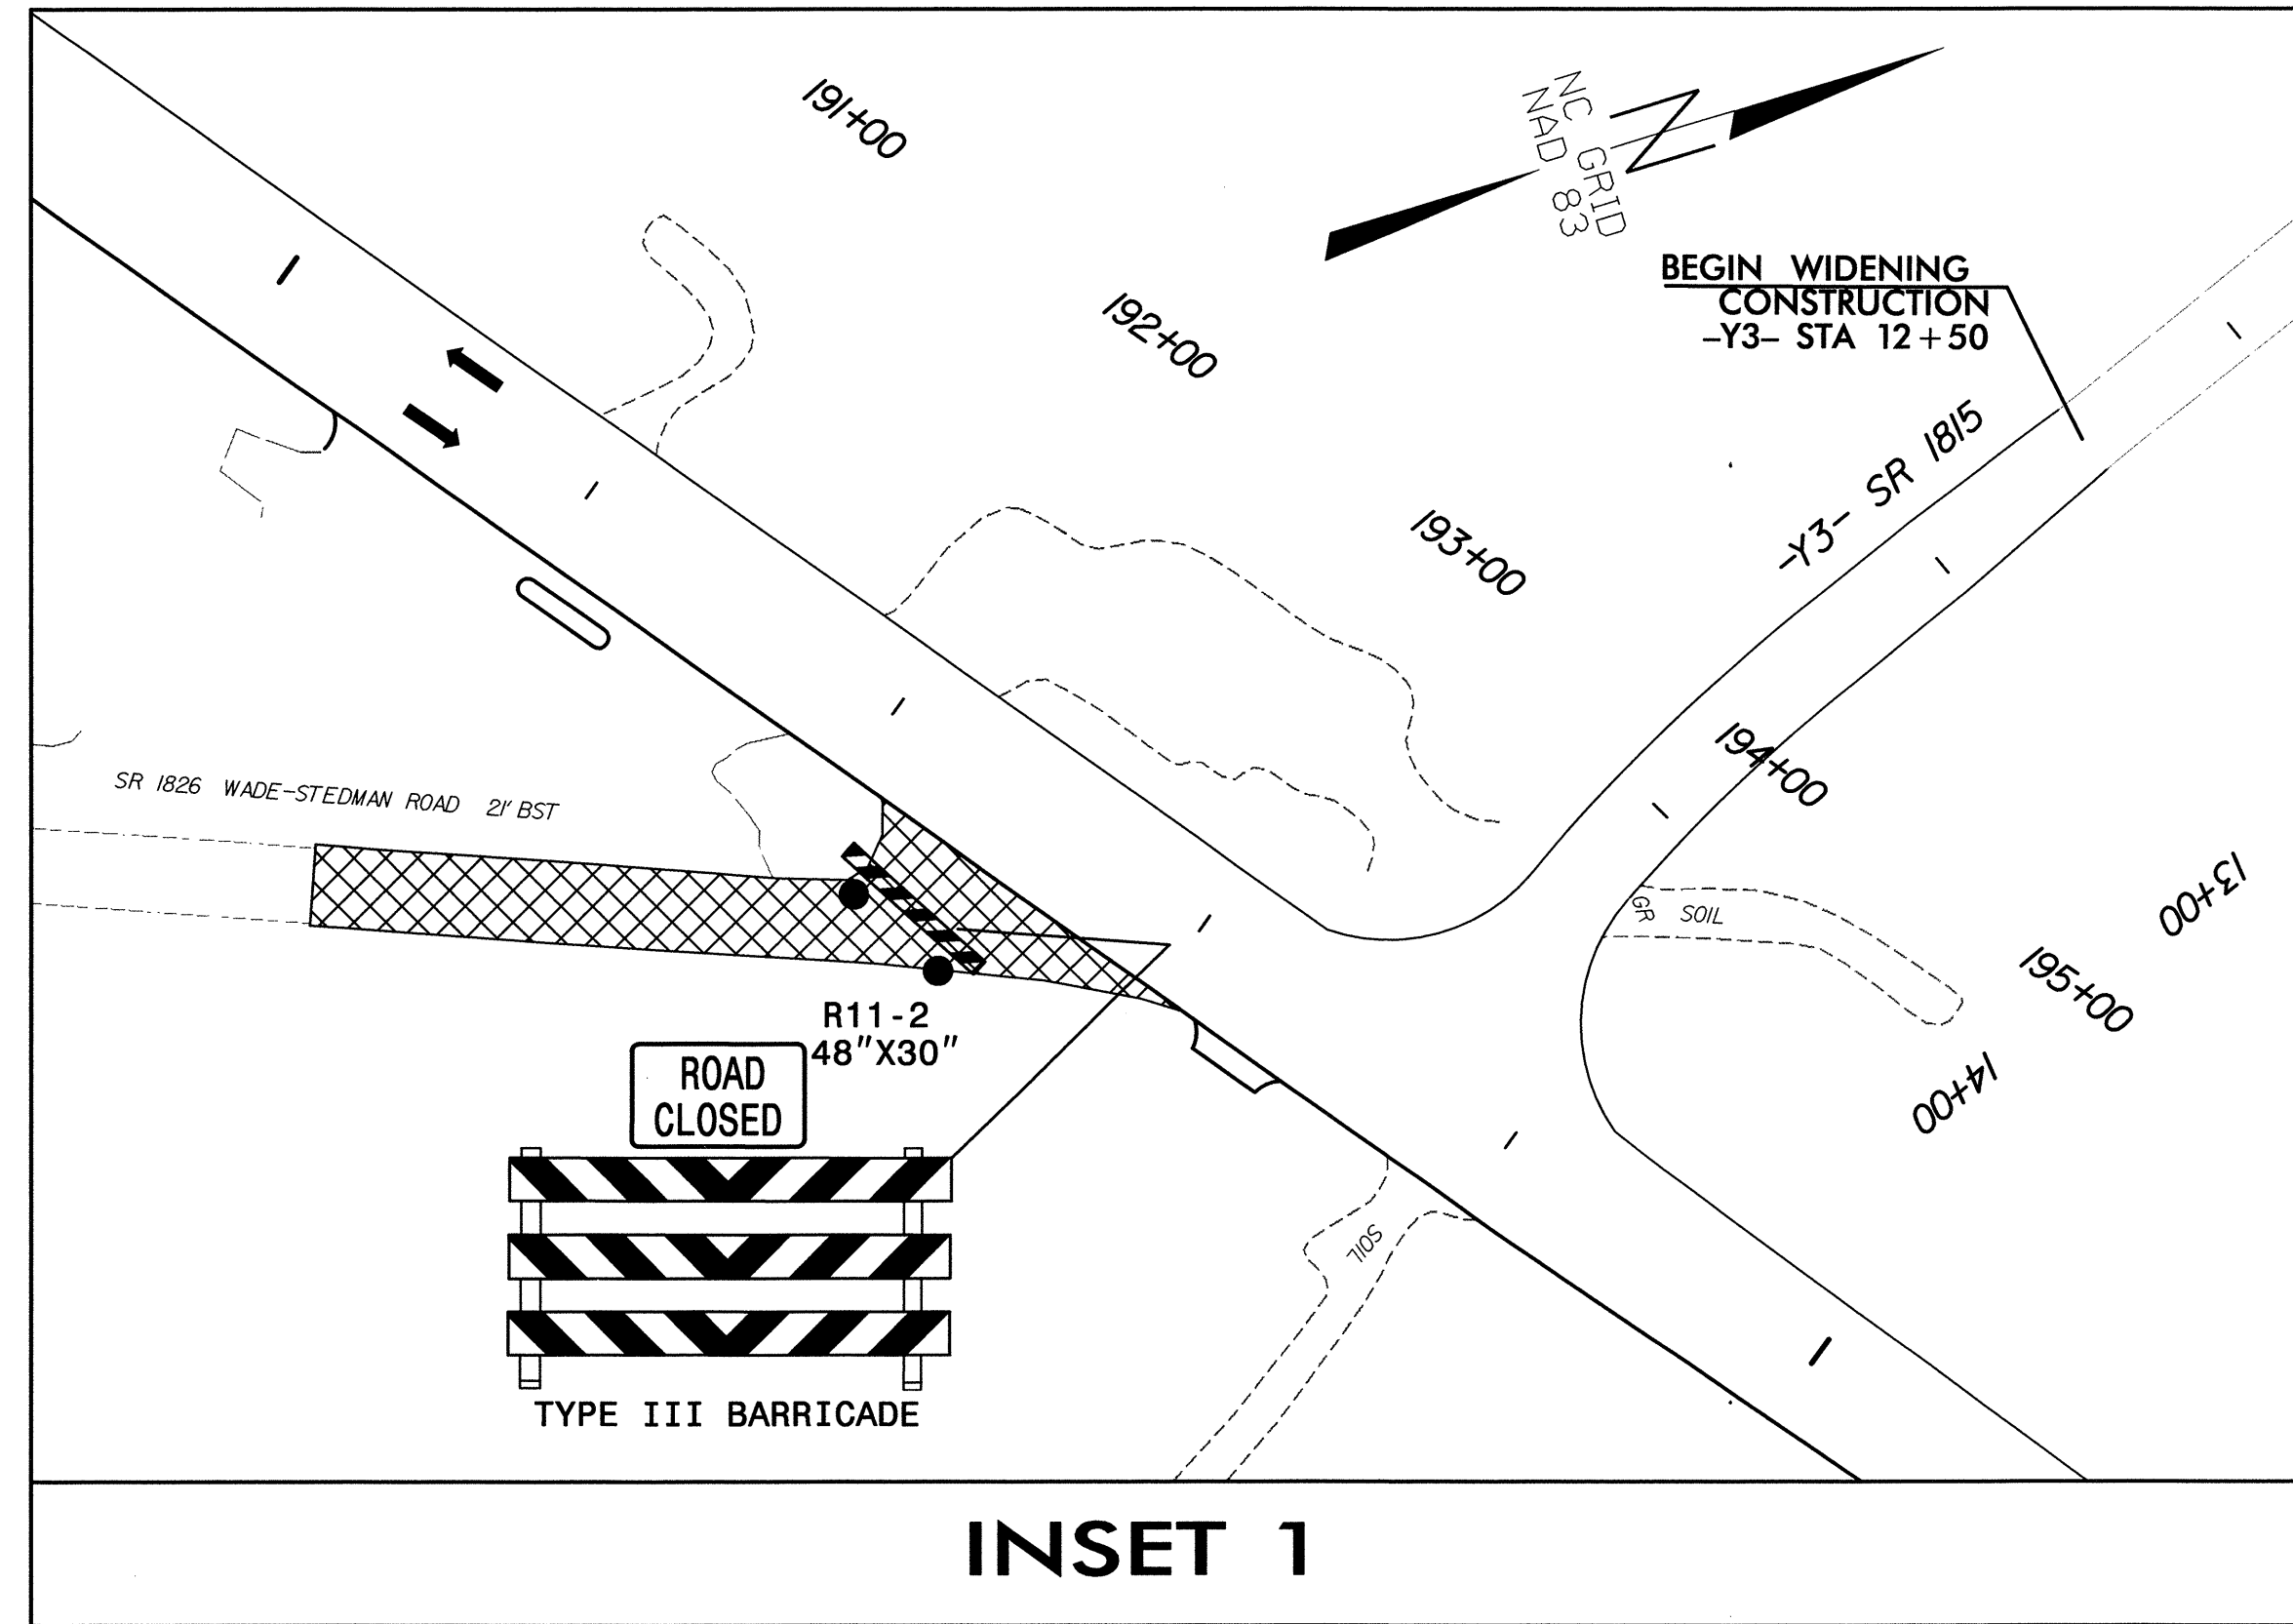 191+00
NC GRID
NAD 83
BEGIN WIDENING
CONSTRUCTION
-Y3- STA 12+50
192+00
-Y3- SR 1815
193+00
194+00
SR 1826 WADE-STEDMAN ROAD 21' BST
GR SOIL
13+00
195+00
14+00
R11-2
48"X30"
ROAD
CLOSED
SOIL
TYPE III BARRICADE
INSET 1